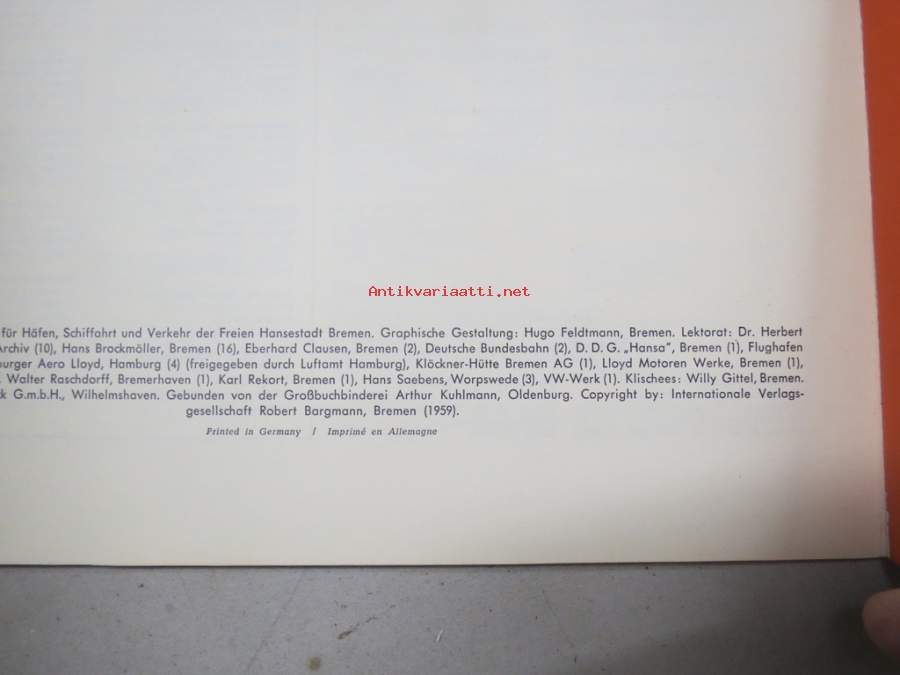 Antikvariaatti.net
für Häfen, Schiffahrt und Verkehr der Freien Hansestadt Bremen. Graphische Gestaltung: Hugo Feldtmann, Bremen. Lektorat: Dr. Herbert
Archiv (10), Hans Brockmöller, Bremen (16), Eberhard Clausen, Bremen (2), Deutsche Bundesbahn (2), D. D. G. „Hansa", Bremen (1), Flughafen
burger Aero Lloyd, Hamburg (4) (freigegeben durch Luftamt Hamburg), Klöckner-Hütte Bremen AG (1), Lloyd Motoren Werke, Bremen (1),
. Walter Raschdorff, Bremerhaven (1), Karl Rekort, Bremen (1), Hans Saebens, Worpswede (3), VW-Werk (1). Klischees: Willy Gittel, Bremen.
k G.m.b.H., Wilhelmshaven. Gebunden von der Großbuchbinderei Arthur Kuhlmann, Oldenburg. Copyright by: Internationale Verlags-
gesellschaft Robert Bargmann, Bremen (1959).
Printed in Germany / Imprimé en Allemagne